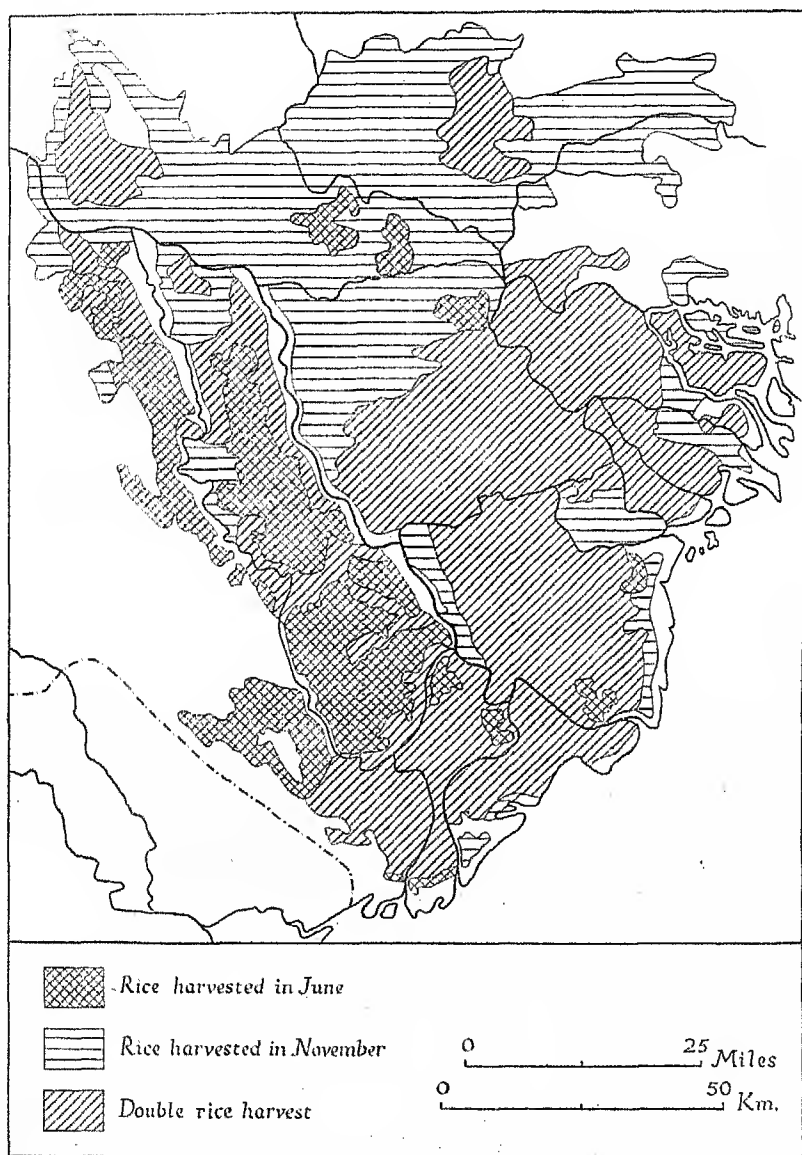 Rice harvested in June
Rice harvested in November
Double rice harvest
0 25 Miles
0 50 Km.